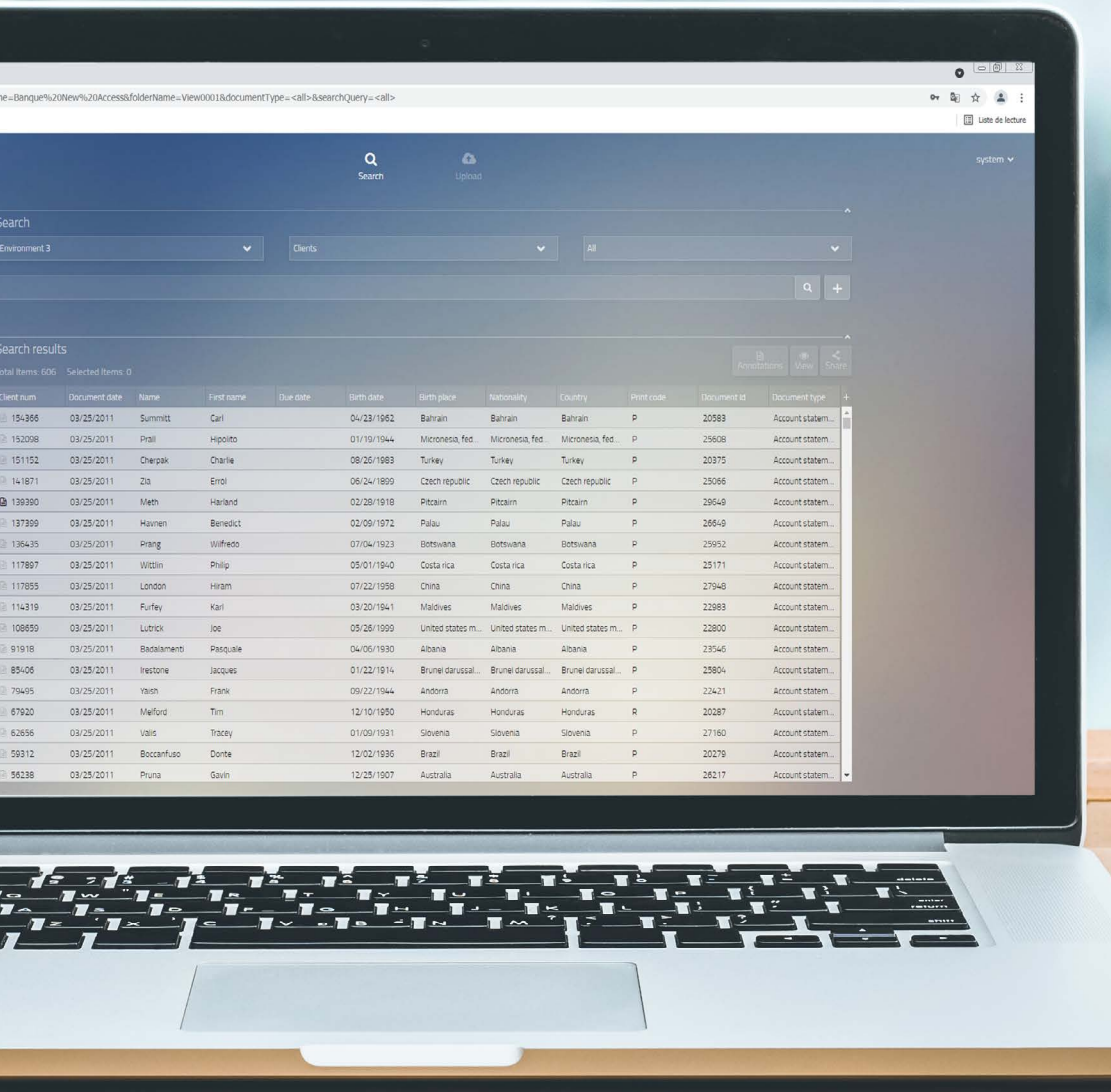 ne=Banque%20New%20Access&folderName=View0001&documentType=<all>&searchQuery=<all>
Liste de lecture
Search Upload system
Search
Environment 3 Clients All
Search results
Total Items: 606 Selected Items: 0 Annotations View Share
Client num Document date Name First name Due date Birth date Birth place Nationality Country Print code Document Id Document type +
154366 03/25/2011 Summitt Carl 04/23/1962 Bahrain Bahrain Bahrain P 20583 Account statem...
152098 03/25/2011 Prall Hipolito 01/19/1944 Micronesia, fed... Micronesia, fed... Micronesia, fed... P 25608 Account statem...
151152 03/25/2011 Cherpak Charlie 08/26/1983 Turkey Turkey Turkey P 20375 Account statem...
141871 03/25/2011 Zia Errol 06/24/1899 Czech republic Czech republic Czech republic P 25066 Account statem...
139390 03/25/2011 Meth Harland 02/28/1918 Pitcairn Pitcairn Pitcairn P 29649 Account statem...
137399 03/25/2011 Havnen Benedict 02/09/1972 Palau Palau Palau P 26649 Account statem...
136435 03/25/2011 Prang Wilfredo 07/04/1923 Botswana Botswana Botswana P 25952 Account statem...
117897 03/25/2011 Wittlin Philip 05/01/1940 Costa rica Costa rica Costa rica P 25171 Account statem...
117855 03/25/2011 London Hiram 07/22/1958 China China China P 27948 Account statem...
114319 03/25/2011 Furfey Karl 03/20/1941 Maldives Maldives Maldives P 22983 Account statem...
108659 03/25/2011 Lutrick Joe 05/26/1999 United states m... United states m... United states m... P 22800 Account statem...
91918 03/25/2011 Badalamenti Pasquale 04/06/1930 Albania Albania Albania P 23546 Account statem...
85406 03/25/2011 Irestone Jacques 01/22/1914 Brunei darussal... Brunei darussal... Brunei darussal... P 25804 Account statem...
79495 03/25/2011 Yaish Frank 09/22/1944 Andorra Andorra Andorra P 22421 Account statem...
67920 03/25/2011 Melford Tim 12/10/1950 Honduras Honduras Honduras R 20287 Account statem...
62656 03/25/2011 Valis Tracey 01/09/1931 Slovenia Slovenia Slovenia P 27160 Account statem...
59312 03/25/2011 Boccanfuso Donte 12/02/1936 Brazil Brazil Brazil P 20279 Account statem...
56238 03/25/2011 Pruna Gavin 12/25/1907 Australia Australia Australia P 26217 Account statem...
delete
Q W E R T Y U I O P
enter
return
A S D F G H J K L
shift
Z X C V B N M